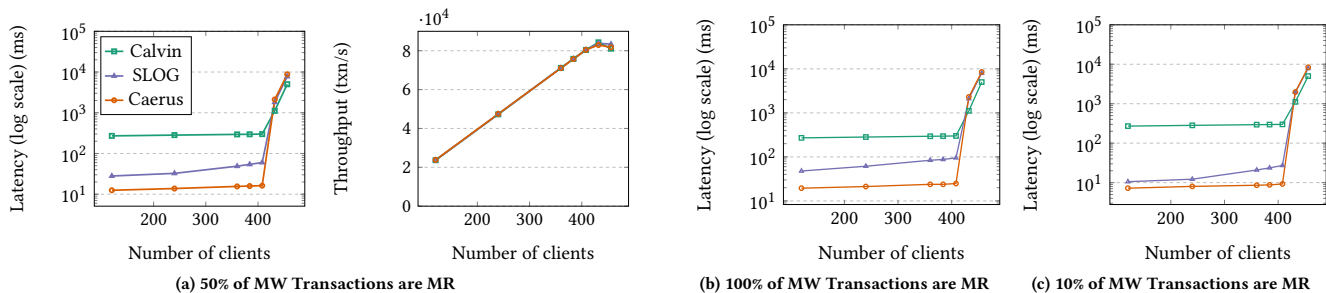 Latency (log scale) (ms)
10^5
10^4
10^3
10^2
10^1
Calvin
SLOG
Caerus
200 300 400
Number of clients
·10^4
Throughput (txn/s)
8
6
4
2
0
200 300 400
Number of clients
(a) 50% of MW Transactions are MR
Latency (log scale) (ms)
10^5
10^4
10^3
10^2
10^1
200 300 400
Number of clients
(b) 100% of MW Transactions are MR
Latency (log scale) (ms)
10^5
10^4
10^3
10^2
10^1
200 300 400
Number of clients
(c) 10% of MW Transactions are MR